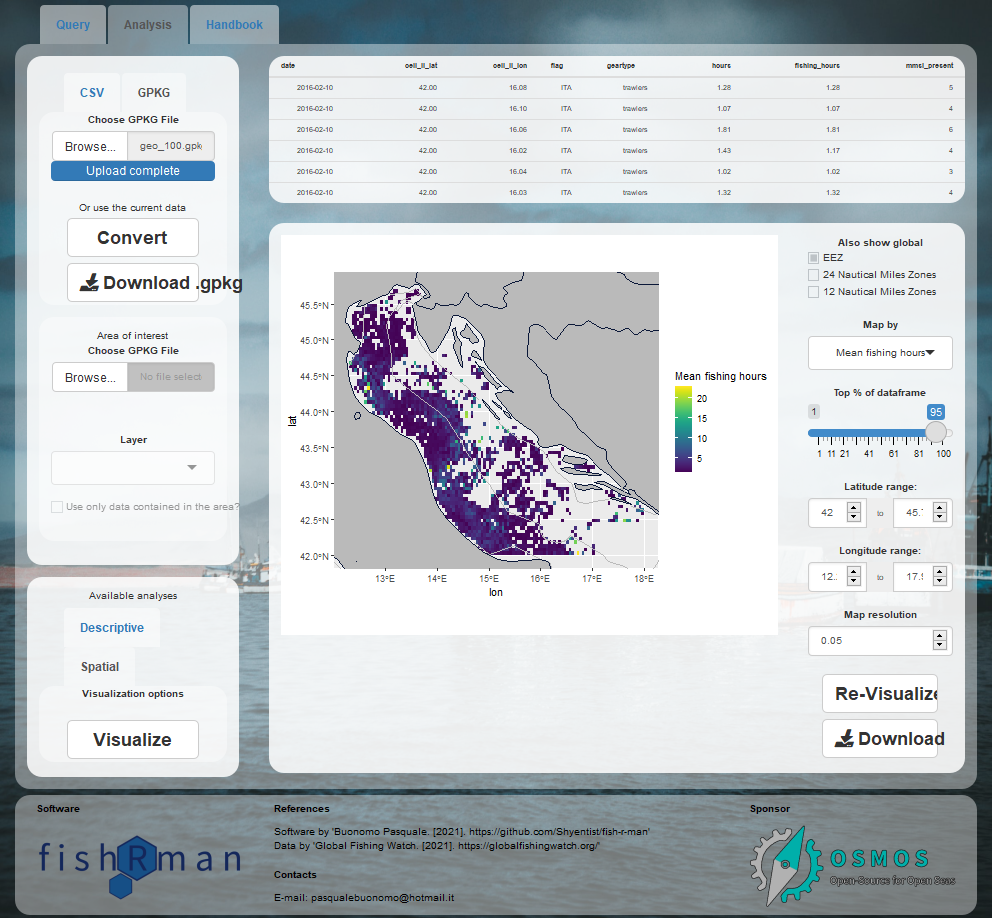 Query Analysis Handbook
CSV GPKG
Choose GPKG File
Browse... geo_100.gpk
Upload complete
Or use the current data
Convert
Download .gpkg
Area of interest
Choose GPKG File
Browse... No file select
Layer
Use only data contained in the area?
Available analyses
Descriptive
Spatial
Visualization options
Visualize
date cell_ll_lat cell_ll_lon flag geartype hours fishing_hours mmsi_present
2016-02-10 42.00 16.08 ITA trawlers 1.28 1.28 5
2016-02-10 42.00 16.10 ITA trawlers 1.07 1.07 4
2016-02-10 42.00 16.06 ITA trawlers 1.81 1.81 6
2016-02-10 42.00 16.02 ITA trawlers 1.43 1.17 4
2016-02-10 42.00 16.04 ITA trawlers 1.02 1.02 3
2016-02-10 42.00 16.03 ITA trawlers 1.32 1.32 4
45.5°N
45.0°N
44.5°N
44.0°N
43.5°N
43.0°N
42.5°N
42.0°N
lat
13°E 14°E 15°E 16°E 17°E 18°E
lon
Mean fishing hours
20
15
10
5
Also show global
EEZ
24 Nautical Miles Zones
12 Nautical Miles Zones
Map by
Mean fishing hours
Top % of dataframe
1 95
1 11 21 41 61 81 100
Latitude range:
42 to 45.
Longitude range:
12.. to 17.
Map resolution
0.05
Re-Visualize
Download
Software
fishRman
References
Software by 'Buonomo Pasquale. [2021]. https://github.com/Shyentist/fish-r-man'
Data by 'Global Fishing Watch. [2021]. https://globalfishingwatch.org/'
Contacts
E-mail: pasqualebuonomo@hotmail.it
Sponsor
OSMOS
Open-Source for Open Seas